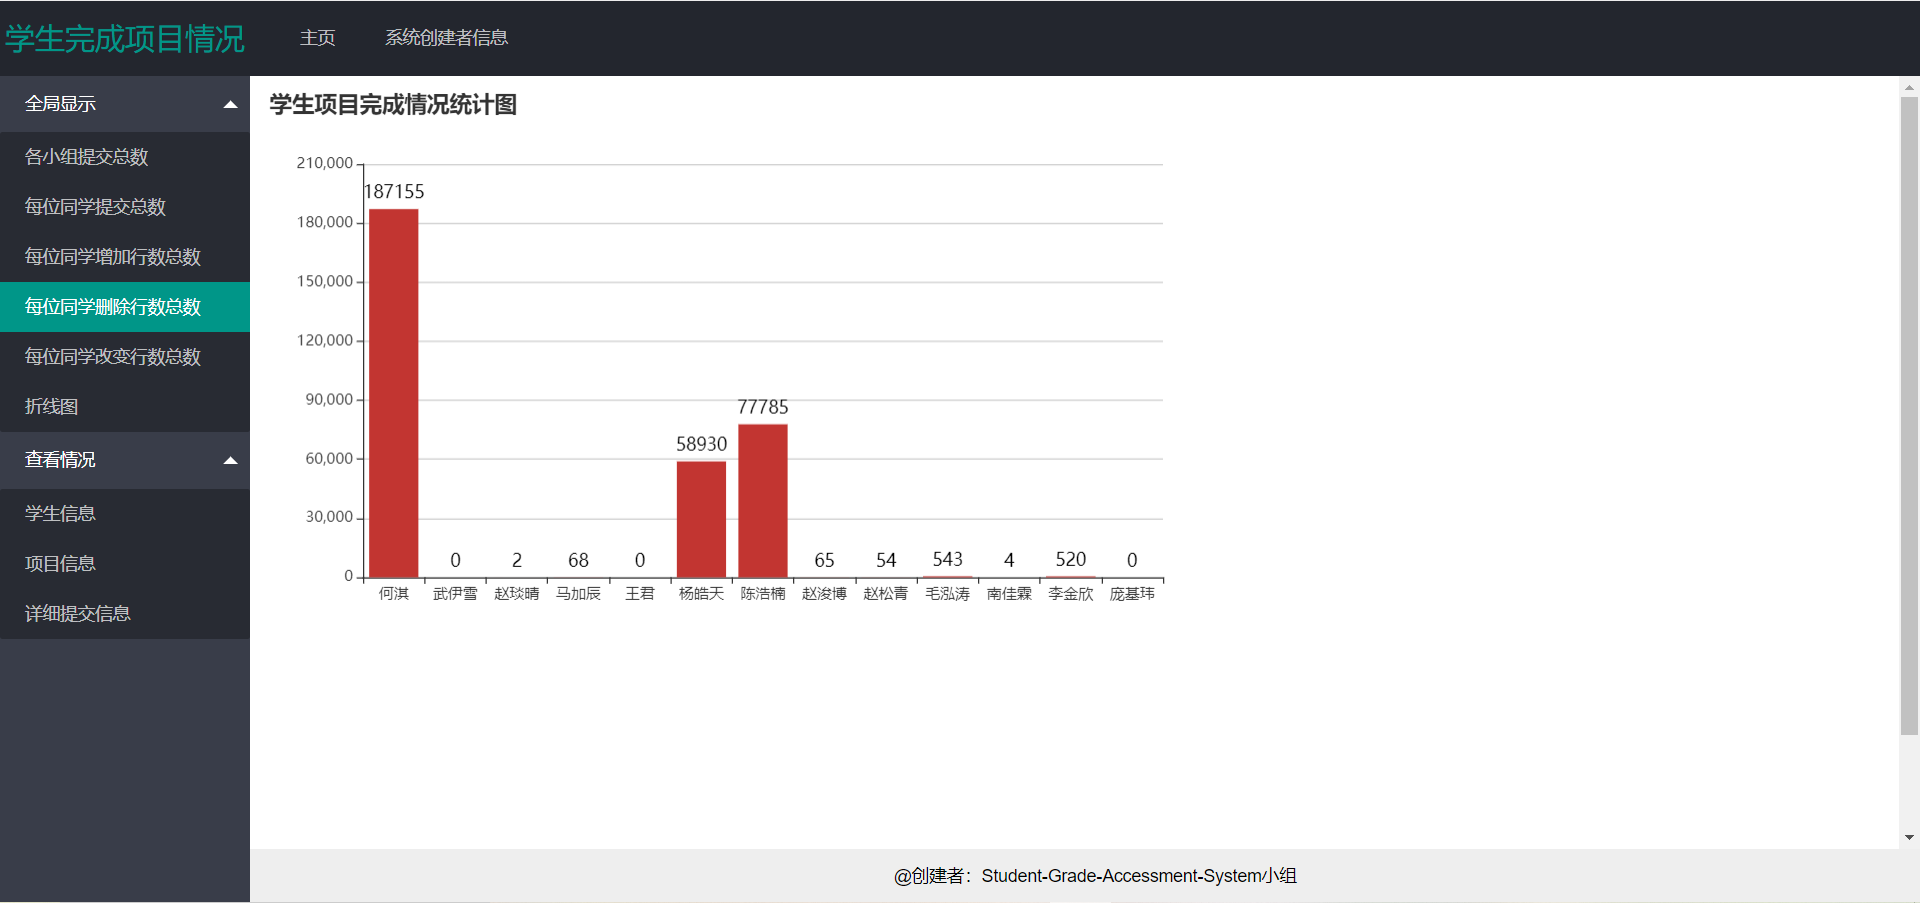 学生完成项目情况
主页
系统创建者信息
全局显示
各小组提交总数
每位同学提交总数
每位同学增加行数总数
每位同学删除行数总数
每位同学改变行数总数
折线图
查看情况
学生信息
项目信息
详细提交信息
学生项目完成情况统计图
210,000
180,000
150,000
120,000
90,000
60,000
30,000
0
187155
0
2
68
0
58930
77785
65
54
543
4
520
0
何淇
武伊雪
赵琰晴
马加辰
王君
杨皓天
陈浩楠
赵浚博
赵松青
毛泓涛
南佳霖
李金欣
庞基玮
@创建者：Student-Grade-Accessment-System小组